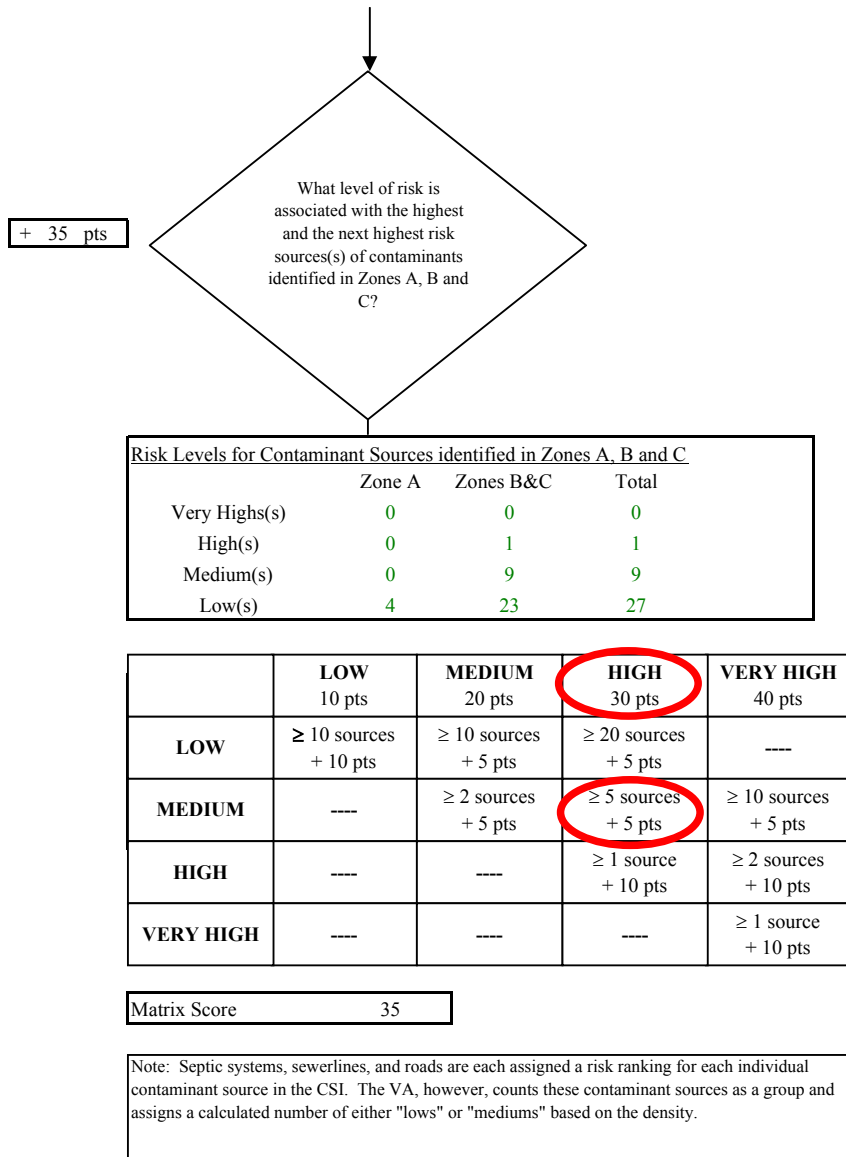 What level of risk is
associated with the highest
and the next highest risk
sources(s) of contaminants
identified in Zones A, B and
C?
+ 35 pts
Risk Levels for Contaminant Sources identified in Zones A, B and C
Zone A Zones B&C Total
Very Highs(s) 0 0 0
High(s) 0 1 1
Medium(s) 0 9 9
Low(s) 4 23 27
LOW MEDIUM HIGH VERY HIGH
10 pts 20 pts 30 pts 40 pts
LOW ≥ 10 sources + 10 pts ≥ 10 sources + 5 pts ≥ 20 sources + 5 pts ----
MEDIUM ---- ≥ 2 sources + 5 pts ≥ 5 sources + 5 pts ≥ 10 sources + 5 pts
HIGH ---- ---- ≥ 1 source + 10 pts ≥ 2 sources + 10 pts
VERY HIGH ---- ---- ---- ≥ 1 source + 10 pts
Matrix Score 35
Note: Septic systems, sewerlines, and roads are each assigned a risk ranking for each individual
contaminant source in the CSI. The VA, however, counts these contaminant sources as a group and
assigns a calculated number of either "lows" or "mediums" based on the density.